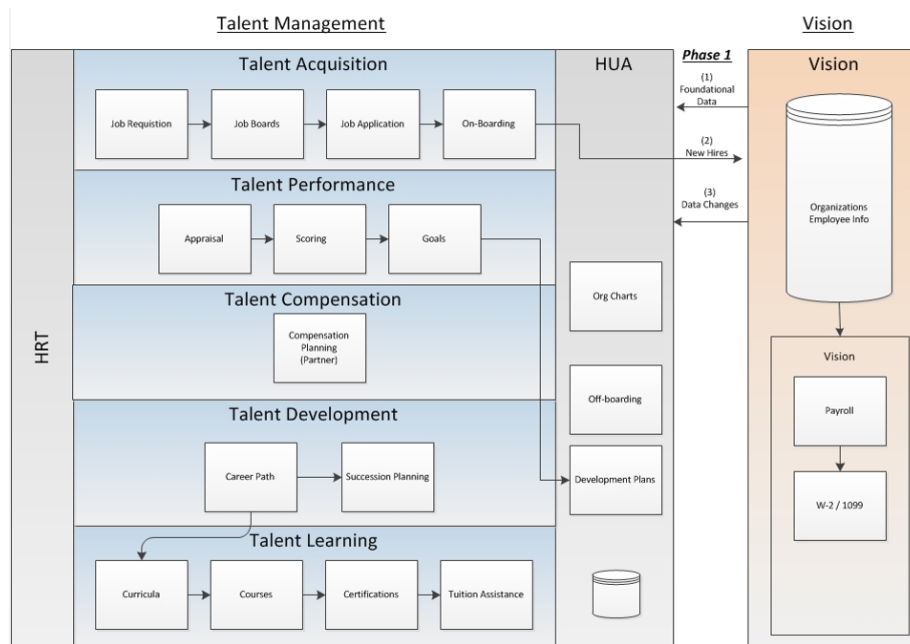 Talent Management
Vision
HRT
Talent Acquisition
Job Requistion
Job Boards
Job Application
On-Boarding
Talent Performance
Appraisal
Scoring
Goals
Talent Compensation
Compensation
Planning
(Partner)
Talent Development
Career Path
Succession Planning
Talent Learning
Curricula
Courses
Certifications
Tuition Assistance
HUA
Org Charts
Off-boarding
Development Plans
Phase 1
(1)
Foundational
Data
(2)
New Hires
(3)
Data Changes
Vision
Organizations
Employee Info
Vision
Payroll
W-2 / 1099